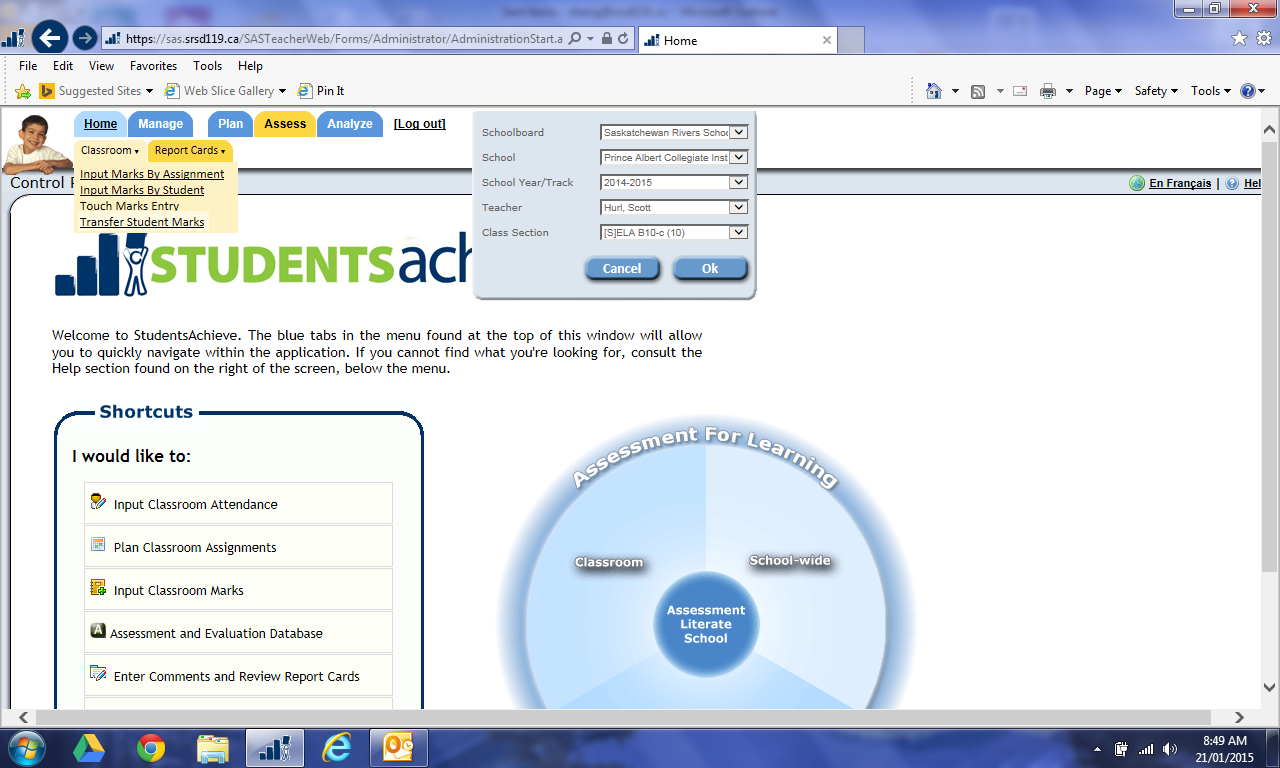 https://sas.srsd119.ca/SASTeacherWeb/Forms/Administrator/AdministrationStart.a
Home
File Edit View Favorites Tools Help
Suggested Sites Web Slice Gallery Pin It
Page Safety Tools
Home Manage Plan Assess Analyze [Log out]
Classroom Report Cards
Input Marks By Assignment
Input Marks By Student
Touch Marks Entry
Transfer Student Marks
Control
En Français | Hel
Schoolboard Saskatchewan Rivers Schoo
School Prince Albert Collegiate Inst
School Year/Track 2014-2015
Teacher Hurl, Scott
Class Section [S]ELA B10-c (10)
Cancel Ok
STUDENTSach
Welcome to StudentsAchieve. The blue tabs in the menu found at the top of this window will allow
you to quickly navigate within the application. If you cannot find what you're looking for, consult the
Help section found on the right of the screen, below the menu.
Shortcuts
I would like to:
Input Classroom Attendance
Plan Classroom Assignments
Input Classroom Marks
A Assessment and Evaluation Database
Enter Comments and Review Report Cards
Assessment For Learning
Classroom
School-wide
Assessment
Literate
School
8:49 AM
21/01/2015